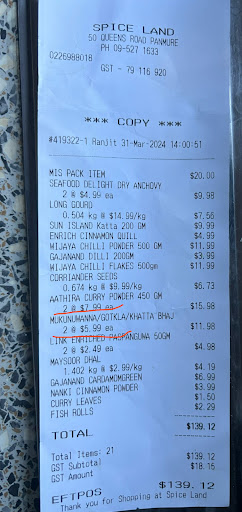 SPICE LAND
50 QUEENS ROAD PANMURE
PH 09-527 1633
0226988018
GST - 79 116 920
*** COPY ***
#419322-1 Ranjit 31-Mar-2024 14:00:51
MIS PACK ITEM $20.00
SEAFOOD DELIGHT DRY ANCHOVY
2 @ $4.99 ea $9.98
LONG GOURD
0.504 kg @ $14.99/kg $7.56
SUN ISLAND Katta 200 GM $9.99
ENRICH CINNAMON QUILL $4.99
WIJAYA CHILLI POWDER 500 GM $11.99
GAJANAND DILLI 200GM $3.99
WIJAYA CHILLI FLAKES 500gm $11.99
CORRIANDER SEEDS
0.674 kg @ $9.99/kg $6.73
AATHIRA CURRY POWDER 450 GM
2 @ $7.99 ea $15.98
MUKUNUWANNA/GOTKLA/KHATTA BHAJ
2 @ $5.99 ea $11.98
LINK ENRICHED PASPANGUWA 50GM
2 @ $2.49 ea $4.98
MAYSOOR DHAL
1.402 kg @ $2.99/kg $4.19
GAJANAND CARDAMOMGREEN $6.99
NANKI CINNAMON POWDER $3.99
CURRY LEAVES $1.50
FISH ROLLS $2.29
TOTAL $139.12
Total Items: 21
GST Subtotal $139.12
GST Amount $18.15
EFTPOS $139.12
Thank you for Shopping at Spice Land